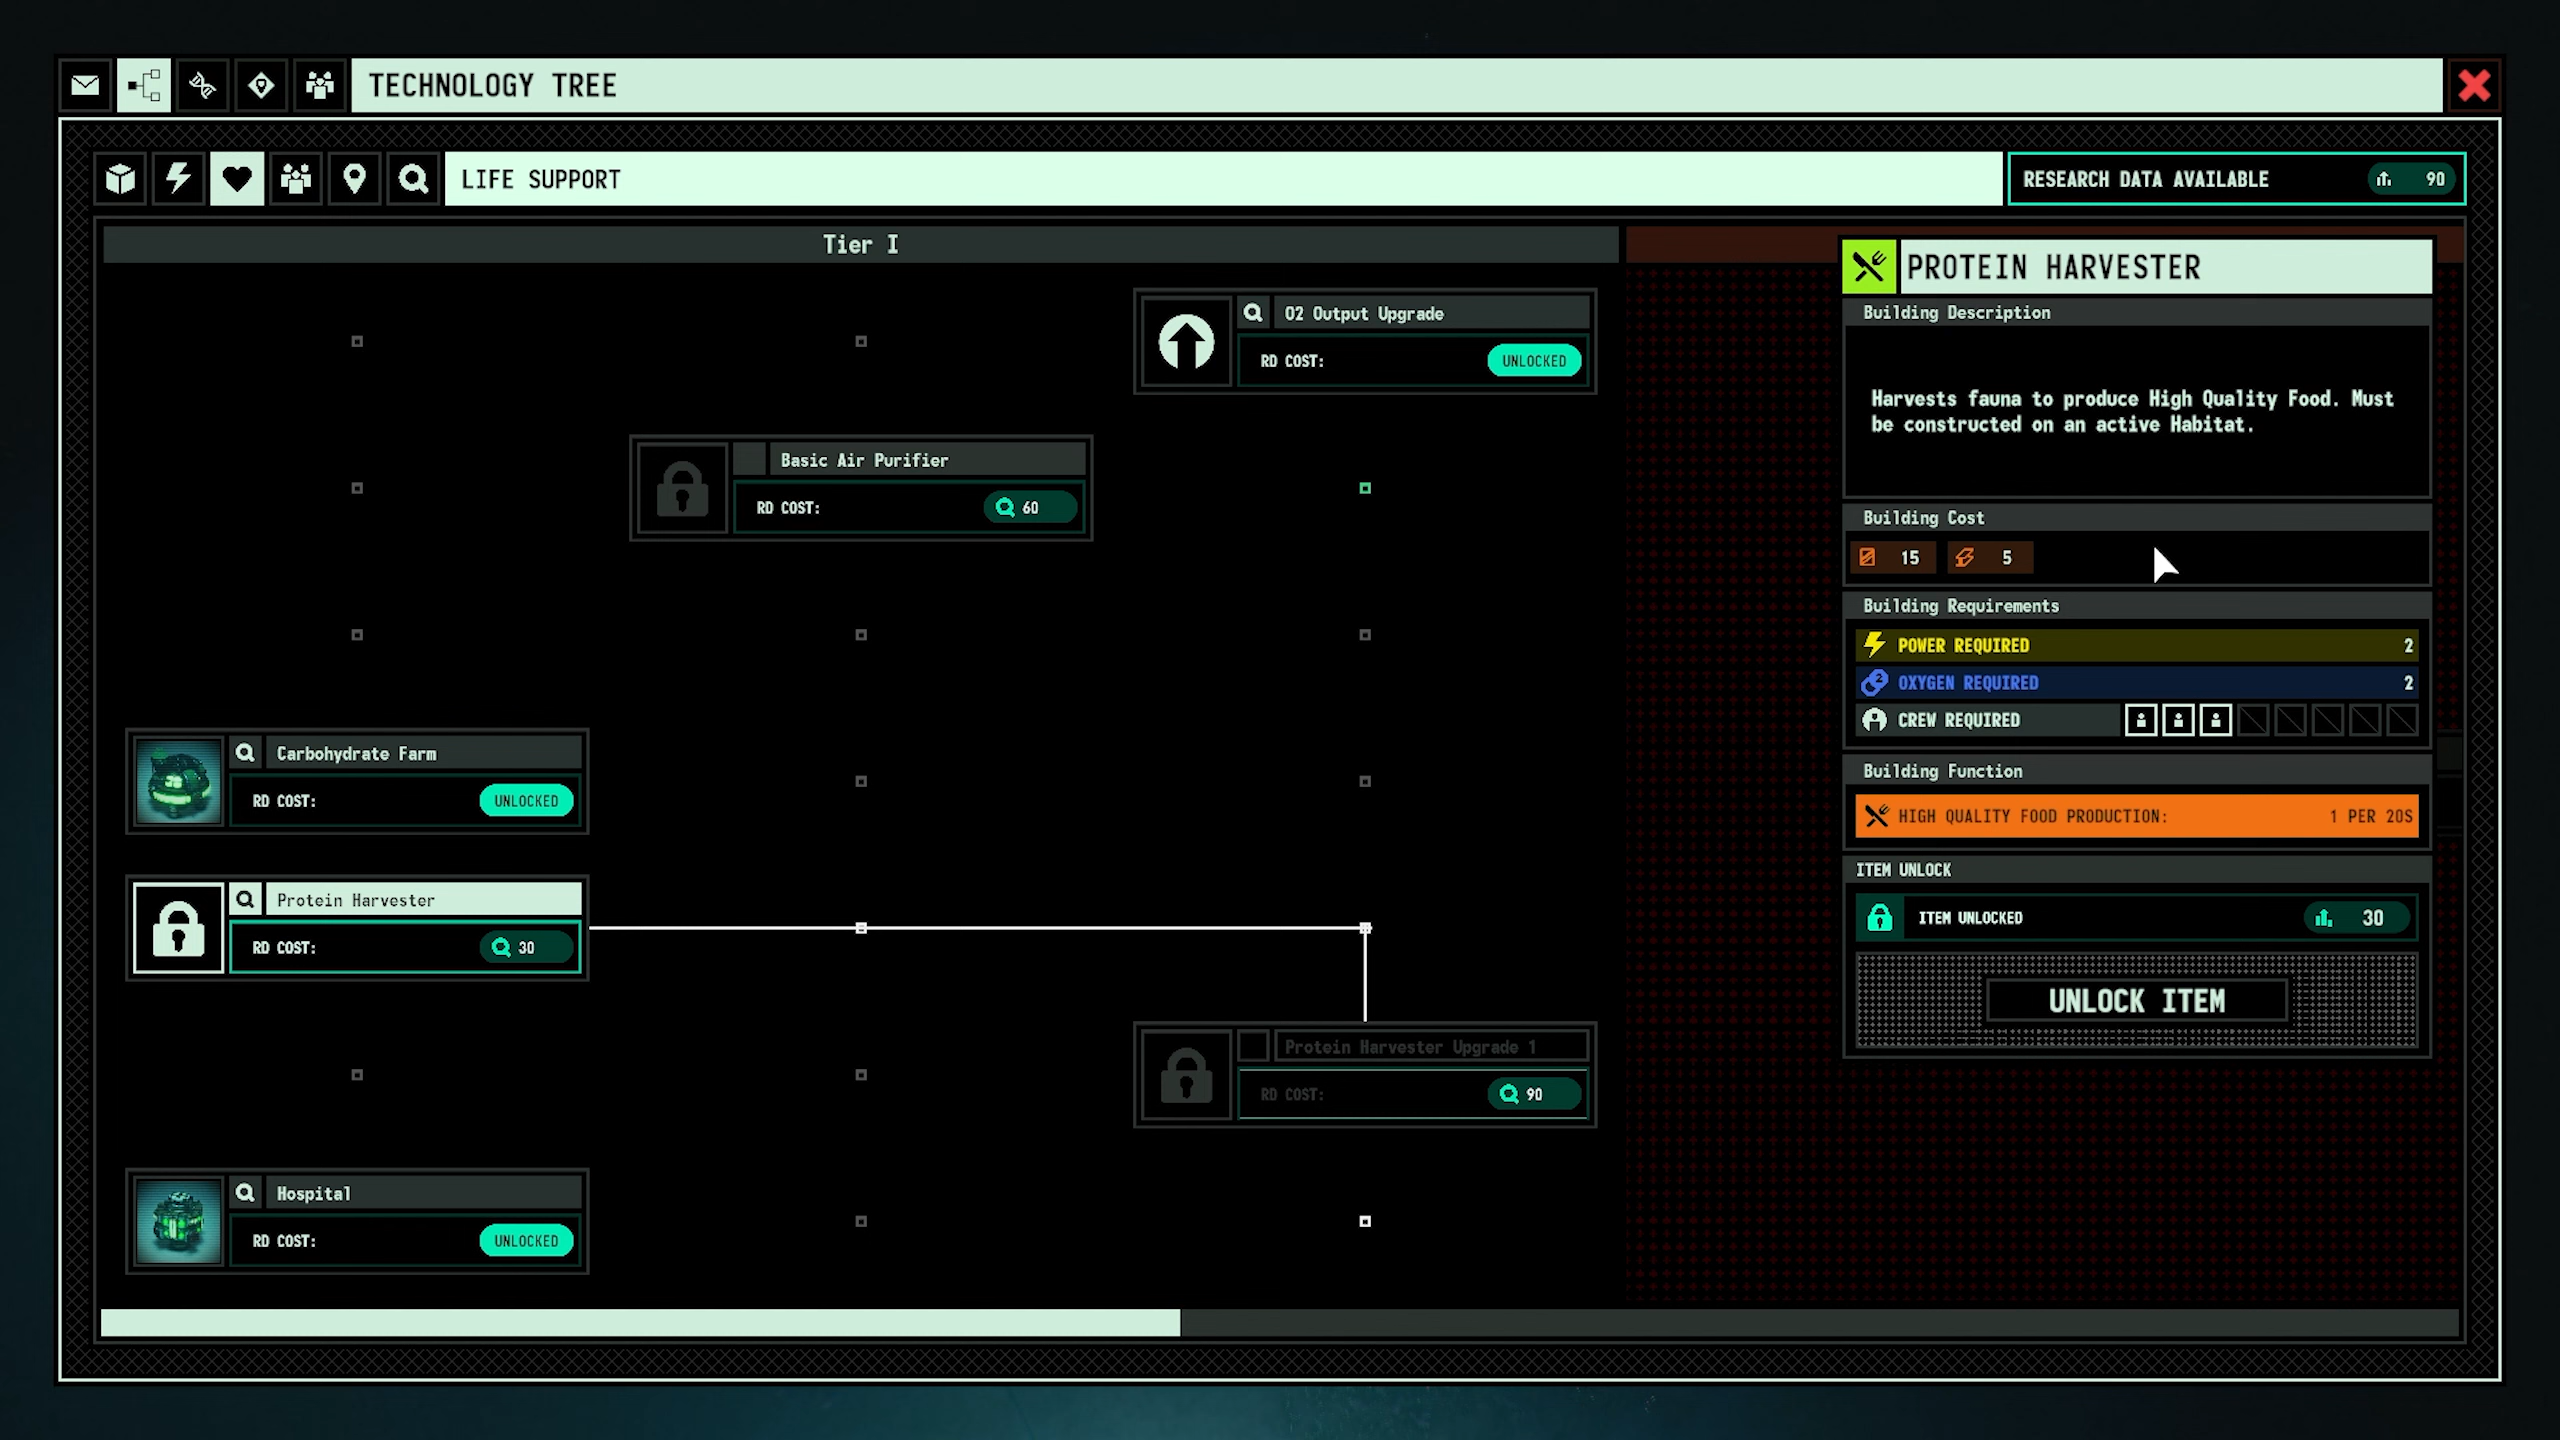 TECHNOLOGY TREE
LIFE SUPPORT
RESEARCH DATA AVAILABLE 90
Tier I
O2 Output Upgrade
RD COST: UNLOCKED
Basic Air Purifier
RD COST: 60
Carbohydrate Farm
RD COST: UNLOCKED
Protein Harvester
RD COST: 30
Protein Harvester Upgrade 1
RD COST: 90
Hospital
RD COST: UNLOCKED
PROTEIN HARVESTER
Building Description
Harvests fauna to produce High Quality Food. Must
be constructed on an active Habitat.
Building Cost
15 5
Building Requirements
POWER REQUIRED 2
OXYGEN REQUIRED 2
CREW REQUIRED
Building Function
HIGH QUALITY FOOD PRODUCTION: 1 PER 20S
ITEM UNLOCK
ITEM UNLOCKED 30
UNLOCK ITEM